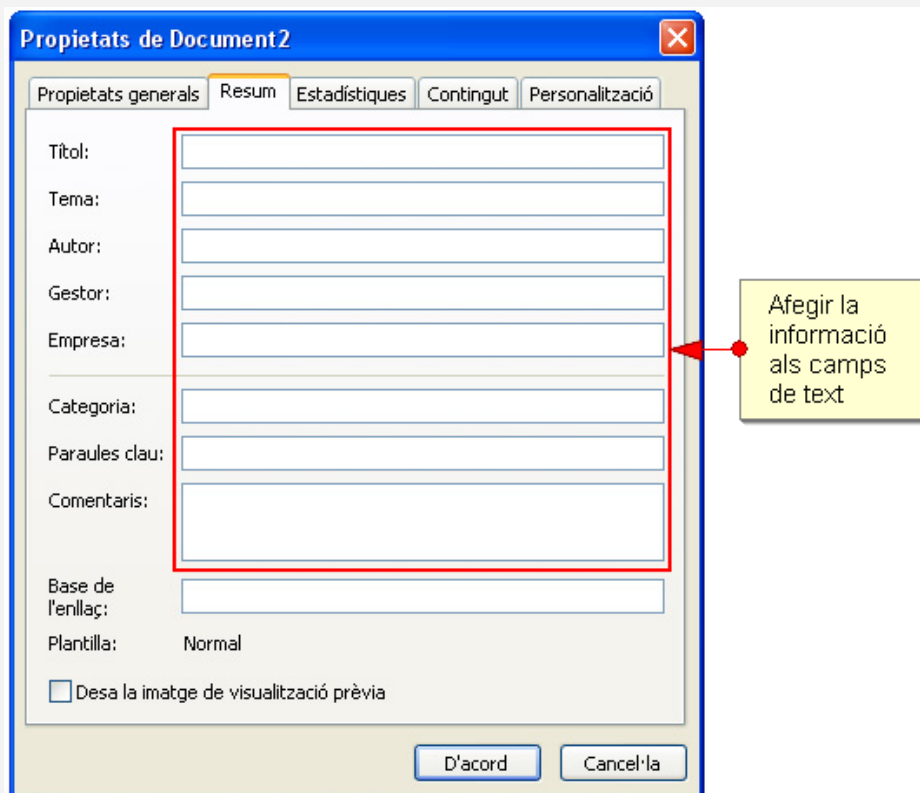 Propietats de Document2
Propietats generals Resum Estadístiques Contingut Personalització
Títol:
Tema:
Autor:
Gestor:
Empresa:
Categoria:
Paraules clau:
Comentaris:
Base de
l'enllaç:
Plantilla: Normal
Desa la imatge de visualització prèvia
D'acord Cancel·la
Afegir la
informació
als camps
de text